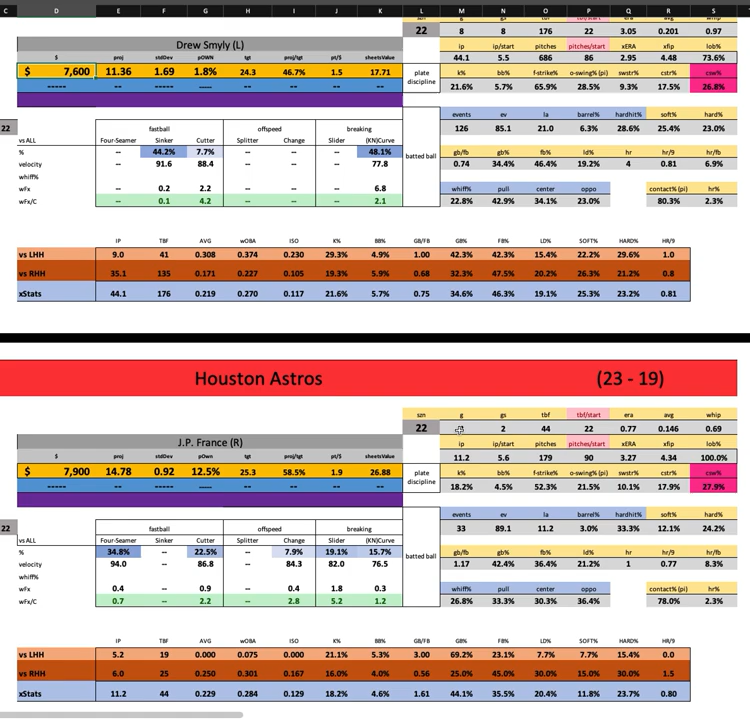 C D E F G H I J K L M N O P Q R S
szn g gs tbf tbf/start era avg whip
22 8 8 176 22 3.05 0.201 0.97
Drew Smyly (L) ip ip/start pitches pitches/start xERA xfip lob%
44.1 5.5 686 86 2.95 4.48 73.6%
$ proj stdDev pOWN tgt proj/tgt pt/$ sheetsValue
$ 7,600 11.36 1.69 1.8% 24.3 46.7% 1.5 17.71
plate discipline k% bb% f-strike% o-swing% (pi) swstr% cstr% csw%
----- -- -- ---- -- -- -- --
21.6% 5.7% 65.9% 28.5% 9.3% 17.5% 26.8%
events ev la barrel% hardhit% soft% hard%
22 fastball offspeed breaking 126 85.1 21.0 6.3% 28.6% 25.4% 23.0%
vs ALL Four-Seamer Sinker Cutter Splitter Change Slider (KN)Curve
% -- 44.2% 7.7% -- -- -- 48.1% batted ball gb/fb gb% fb% ld% hr hr/9 hr/fb
velocity -- 91.6 88.4 -- -- -- 77.8 0.74 34.4% 46.4% 19.2% 4 0.81 6.9%
whiff%
wFx -- 0.2 2.2 -- -- -- 6.8 whiff% pull center oppo contact% (pi) hr%
wFx/C -- 0.1 4.2 -- -- -- 2.1 22.8% 42.9% 34.1% 23.0% 80.3% 2.3%
IP TBF AVG wOBA ISO K% BB% GB/FB GB% FB% LD% SOFT% HARD% HR/9
vs LHH 9.0 41 0.308 0.374 0.230 29.3% 4.9% 1.00 42.3% 42.3% 15.4% 22.2% 29.6% 1.0
vs RHH 35.1 135 0.171 0.227 0.105 19.3% 5.9% 0.68 32.3% 47.5% 20.2% 26.3% 21.2% 0.8
xStats 44.1 176 0.219 0.270 0.117 21.6% 5.7% 0.75 34.6% 46.3% 19.1% 25.3% 23.2% 0.81
Houston Astros (23 - 19)
szn g gs tbf tbf/start era avg whip
22 2 44 22 0.77 0.146 0.69
J.P. France (R) ip ip/start pitches pitches/start xERA xfip lob%
11.2 5.6 179 90 3.27 4.34 100.0%
$ proj stdDev pOwn tgt proj/tgt pt/$ sheetsValue
$ 7,900 14.78 0.92 12.5% 25.3 58.5% 1.9 26.88
plate discipline k% bb% f-strike% o-swing% (pi) swstr% cstr% csw%
----- -- -- ---- -- -- -- --
18.2% 4.5% 52.3% 21.5% 10.1% 17.9% 27.9%
events ev la barrel% hardhit% soft% hard%
22 fastball offspeed breaking 33 89.1 11.2 3.0% 33.3% 12.1% 24.2%
vs ALL Four-Seamer Sinker Cutter Splitter Change Slider (KN)Curve
% 34.8% -- 22.5% -- 7.9% 19.1% 15.7% batted ball gb/fb gb% fb% ld% hr hr/9 hr/fb
velocity 94.0 -- 86.8 -- 84.3 82.0 76.5 1.17 42.4% 36.4% 21.2% 1 0.77 8.3%
whiff%
wFx 0.4 -- 0.9 -- 0.4 1.8 0.3 whiff% pull center oppo contact% (pi) hr%
wFx/C 0.7 -- 2.2 -- 2.8 5.2 1.2 26.8% 33.3% 30.3% 36.4% 78.0% 2.3%
IP TBF AVG wOBA ISO K% BB% GB/FB GB% FB% LD% SOFT% HARD% HR/9
vs LHH 5.2 19 0.000 0.075 0.000 21.1% 5.3% 3.00 69.2% 23.1% 7.7% 7.7% 15.4% 0.0
vs RHH 6.0 25 0.250 0.301 0.167 16.0% 4.0% 0.56 25.0% 45.0% 30.0% 15.0% 30.0% 1.5
xStats 11.2 44 0.229 0.284 0.129 18.2% 4.6% 1.61 44.1% 35.5% 20.4% 11.8% 23.7% 0.80